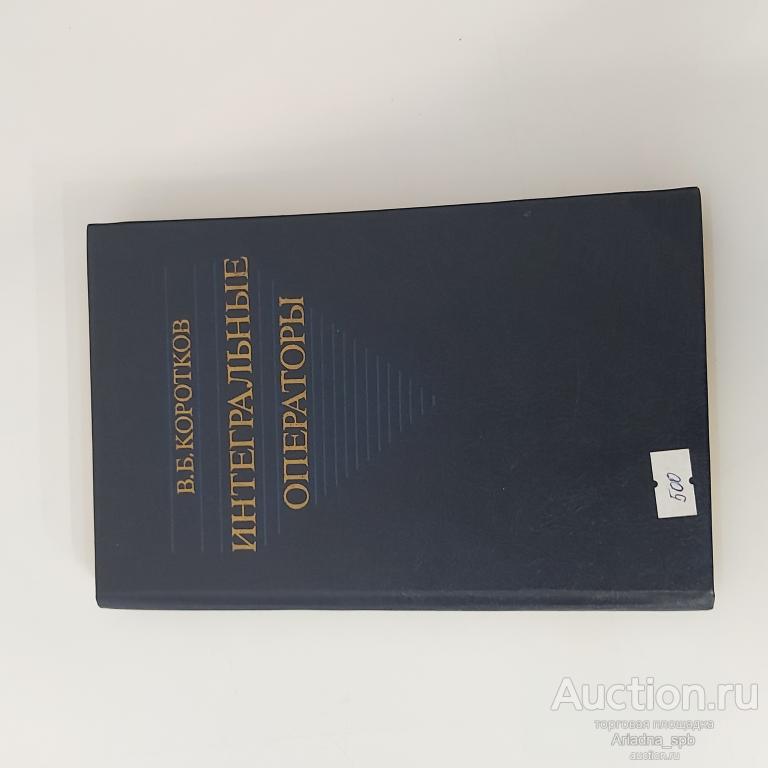 В.Б.КОРОТКОВ
ИНТЕГРАЛЬНЫЕ
ОПЕРАТОРЫ
500
Auction.ru
торговая площадка
Ariadna_spb
auction.ru